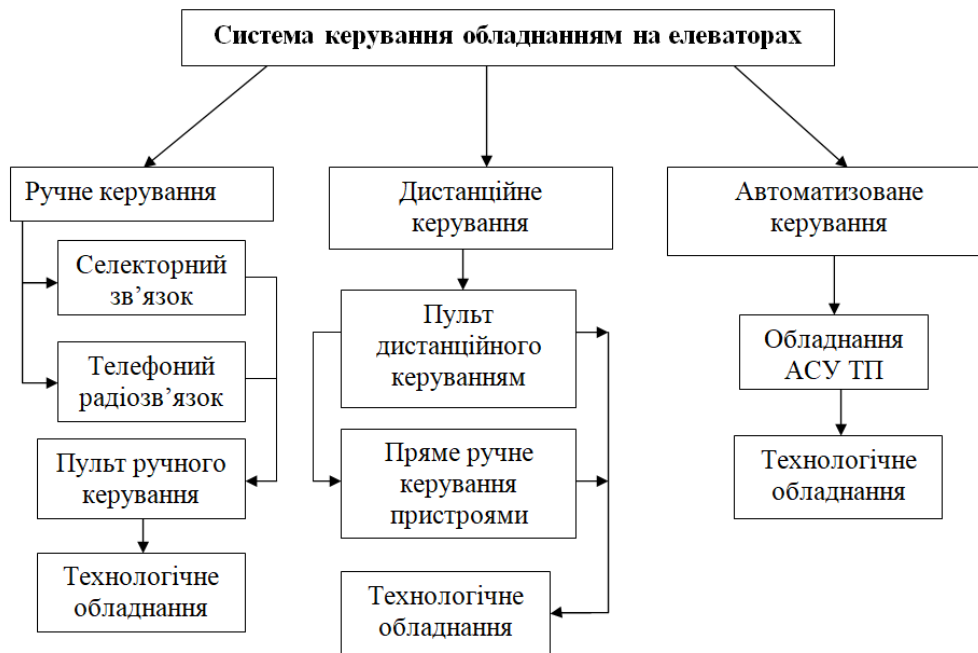 Система керування обладнанням на елеваторах
Ручне керування
Селекторний
зв’язок
Телефоний
радіозв’язок
Пульт ручного
керування
Технологічне
обладнання
Дистанційне
керування
Пульт
дистанційного
керуванням
Пряме ручне
керування
пристроями
Технологічне
обладнання
Автоматизоване
керування
Обладнання
АСУ ТП
Технологічне
обладнання